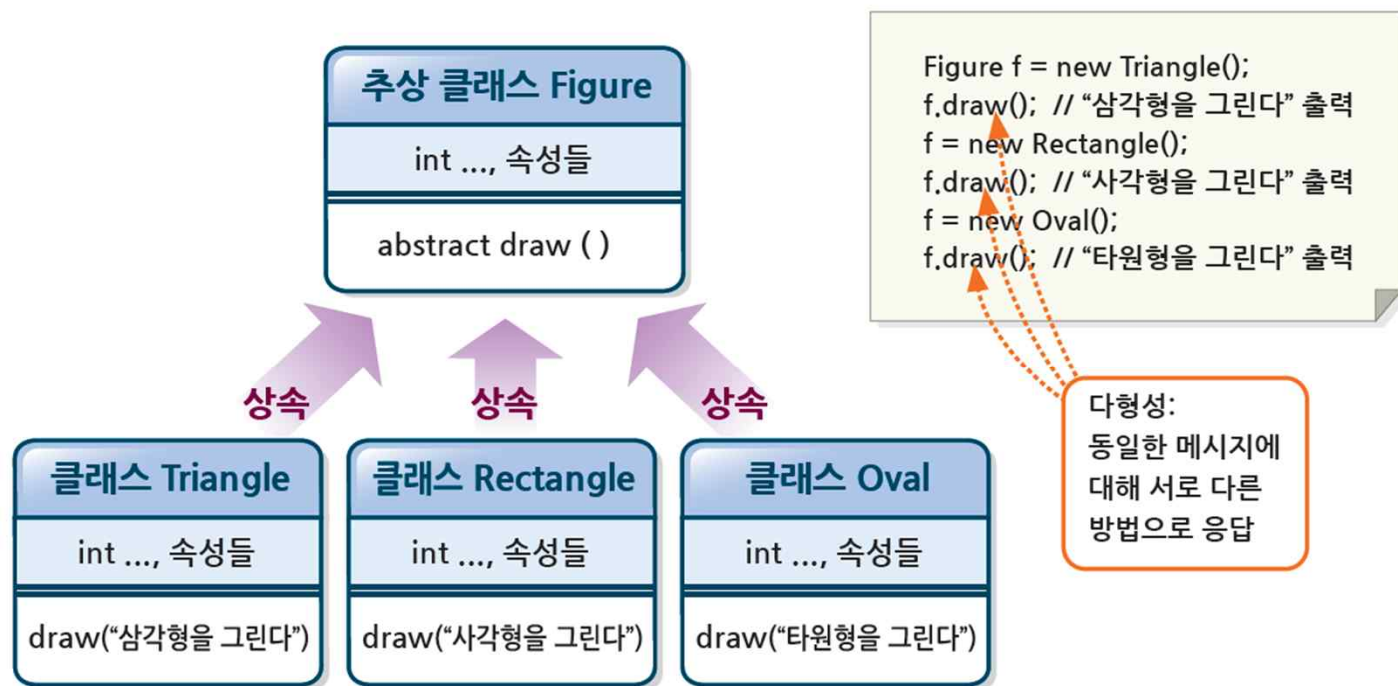 추상 클래스 Figure
int ..., 속성들
abstract draw ( )
Figure f = new Triangle();
f.draw();  // “삼각형을 그린다” 출력
f = new Rectangle();
f.draw();  // “사각형을 그린다” 출력
f = new Oval();
f.draw();  // “타원형을 그린다” 출력
상속
상속
상속
다형성:
동일한 메시지에
대해 서로 다른
방법으로 응답
클래스 Triangle
int ..., 속성들
draw(“삼각형을 그린다”)
클래스 Rectangle
int ..., 속성들
draw(“사각형을 그린다”)
클래스 Oval
int ..., 속성들
draw(“타원형을 그린다”)